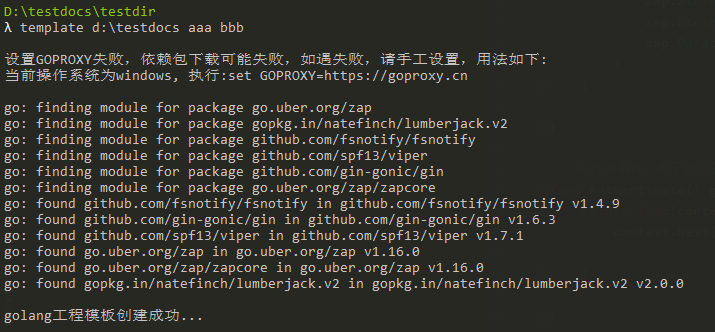 D:\testdocs\testdir
λ template d:\testdocs aaa bbb
设置GOPROXY失败，依赖包下载可能失败，如遇失败，请手工设置，用法如下:
当前操作系统为windows, 执行:set GOPROXY=https://goproxy.cn
go: finding module for package go.uber.org/zap
go: finding module for package gopkg.in/natefinch/lumberjack.v2
go: finding module for package github.com/fsnotify/fsnotify
go: finding module for package github.com/spf13/viper
go: finding module for package github.com/gin-gonic/gin
go: finding module for package go.uber.org/zap/zapcore
go: found github.com/fsnotify/fsnotify in github.com/fsnotify/fsnotify v1.4.9
go: found github.com/gin-gonic/gin in github.com/gin-gonic/gin v1.6.3
go: found github.com/spf13/viper in github.com/spf13/viper v1.7.1
go: found go.uber.org/zap in go.uber.org/zap v1.16.0
go: found go.uber.org/zap/zapcore in go.uber.org/zap v1.16.0
go: found gopkg.in/natefinch/lumberjack.v2 in gopkg.in/natefinch/lumberjack.v2 v2.0.0
golang工程模板创建成功...